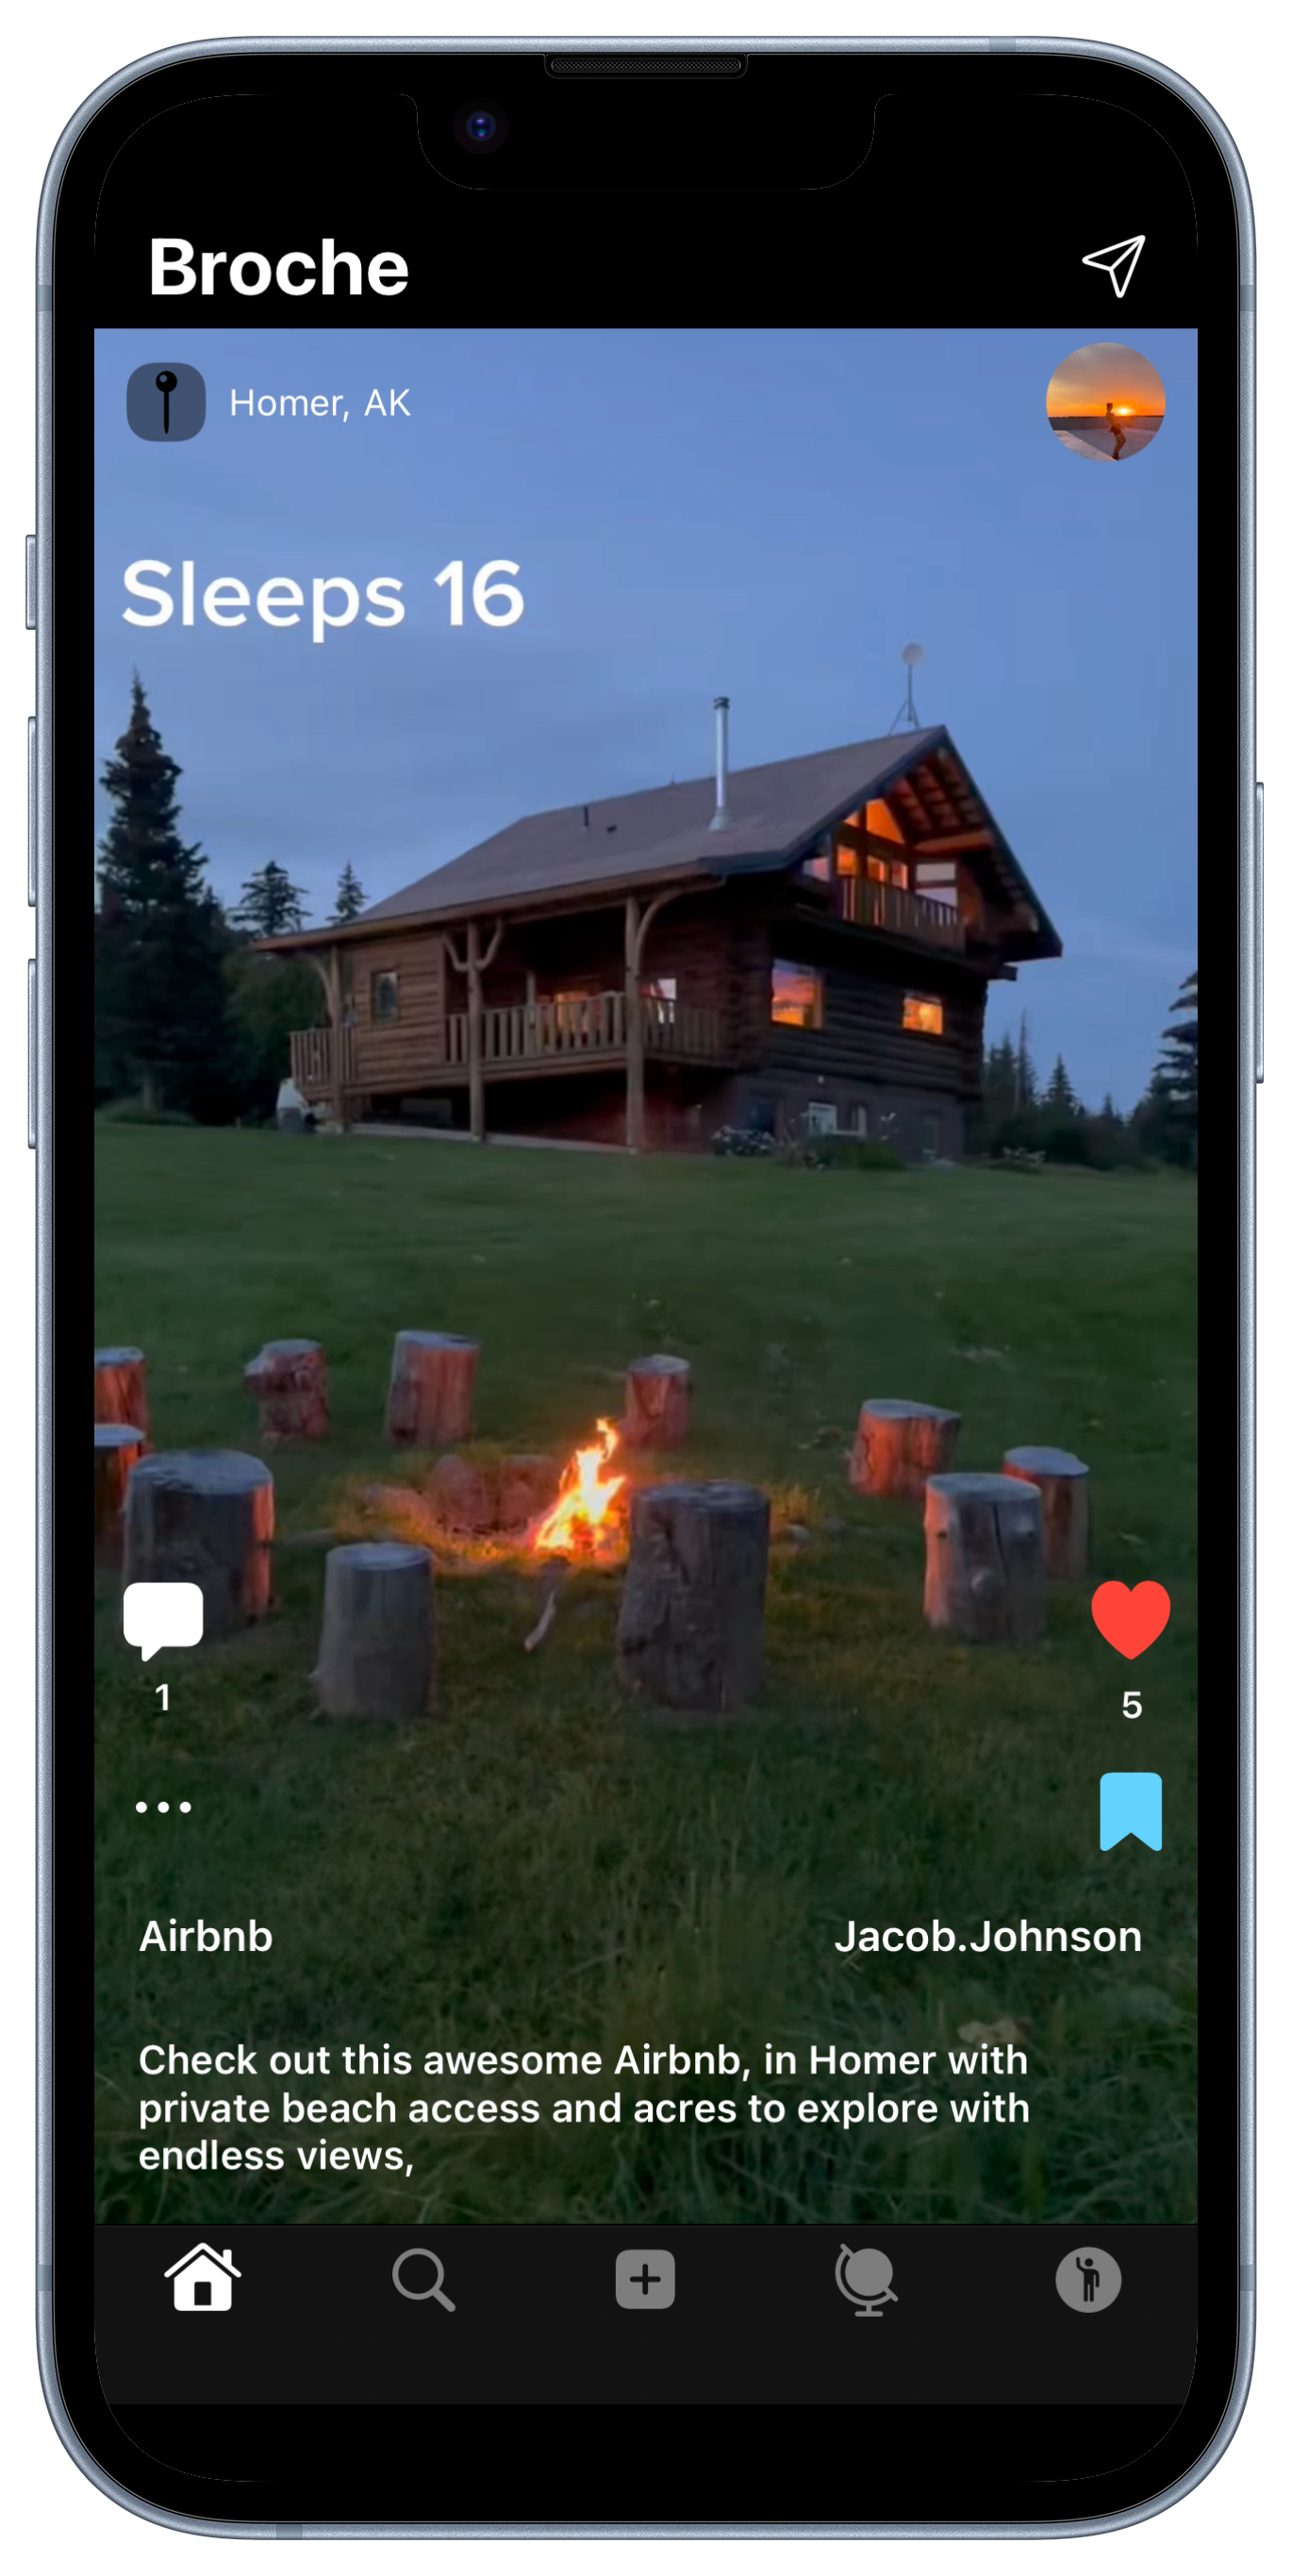 Broche
Homer, AK
Sleeps 16
1
5
Airbnb
Jacob.Johnson
Check out this awesome Airbnb, in Homer with
private beach access and acres to explore with
endless views,